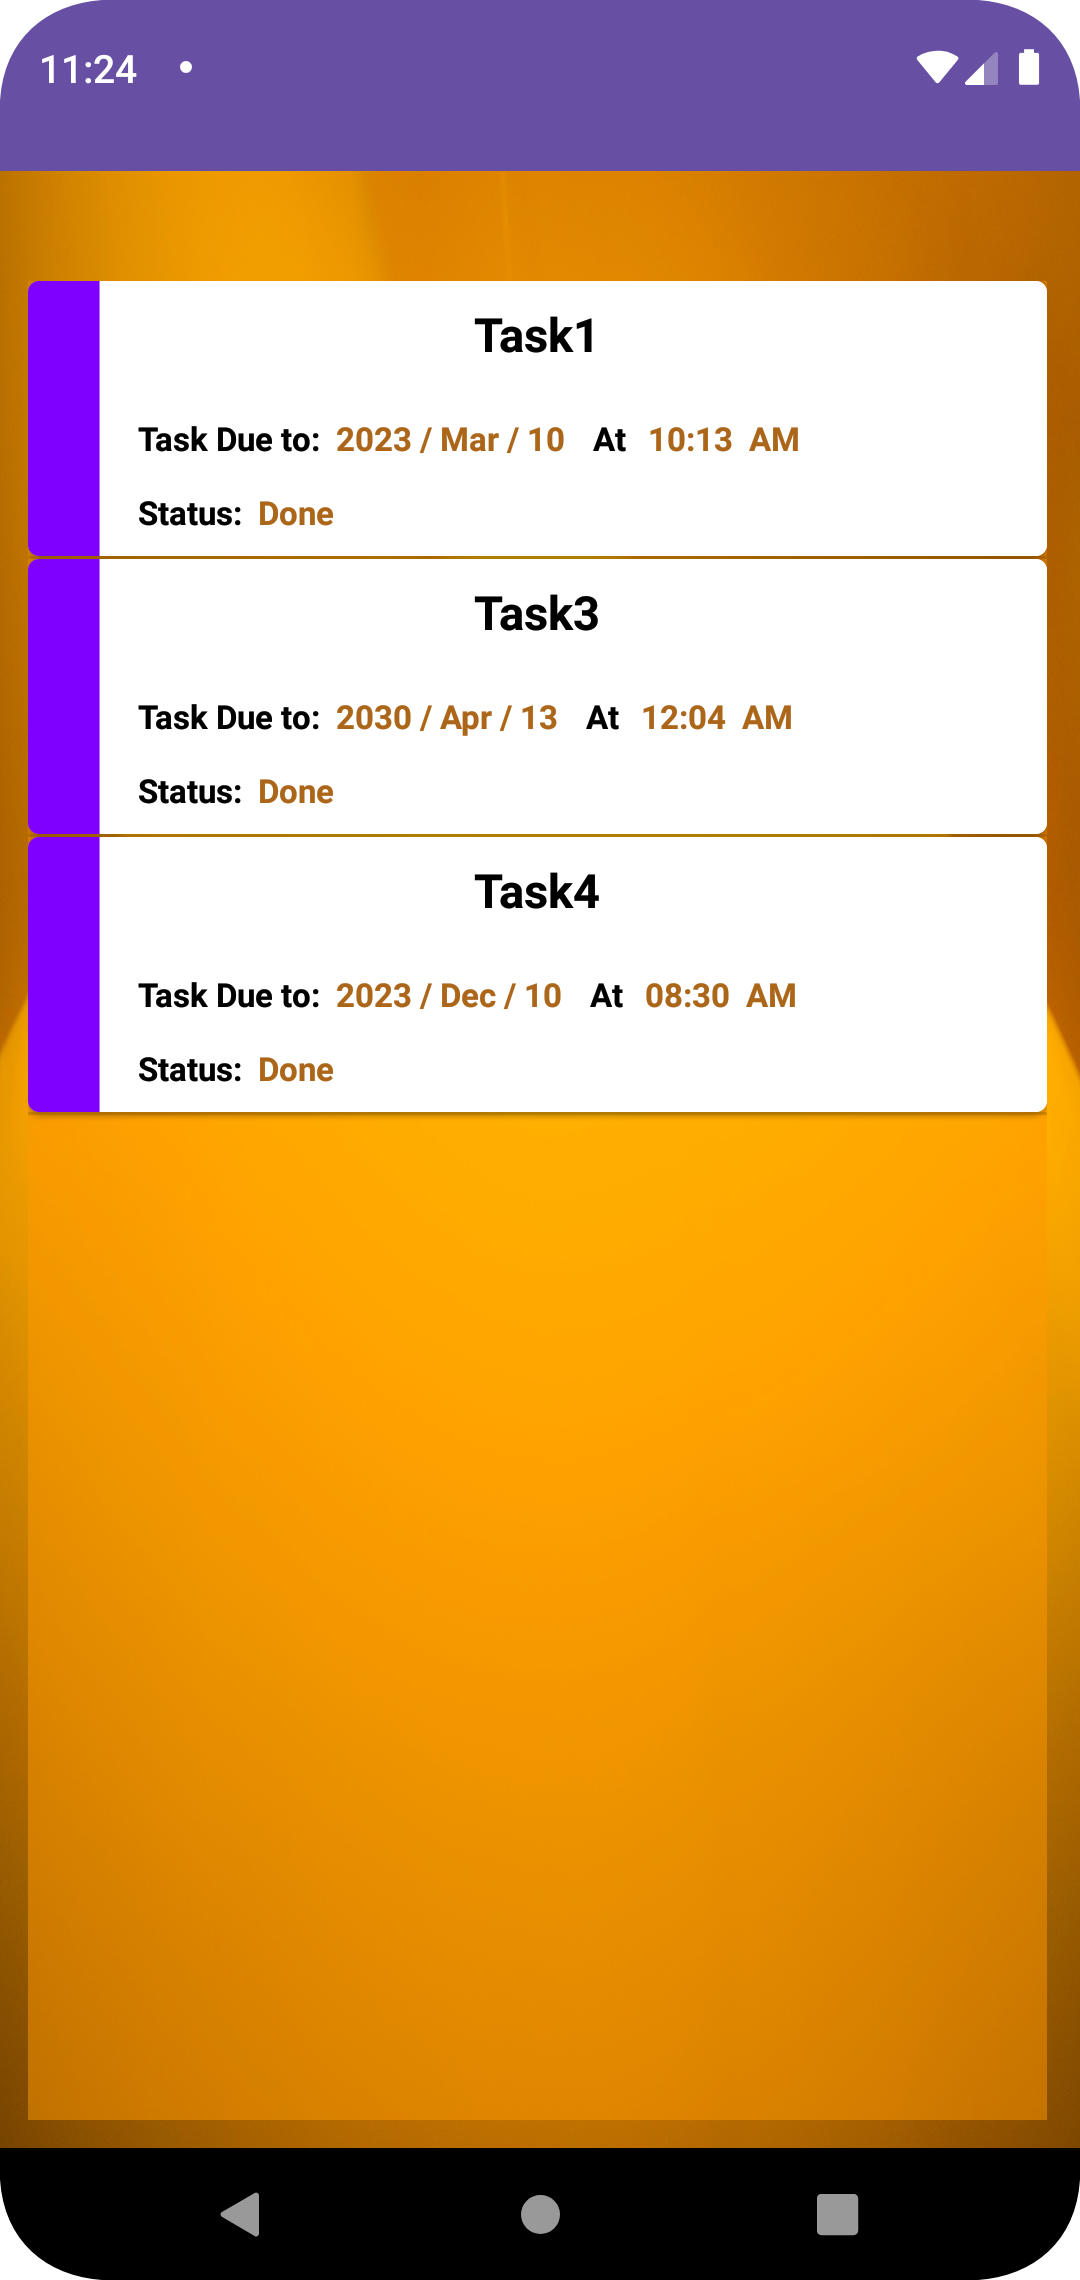 11:24
Task1
Task Due to: 2023 / Mar / 10 At 10:13 AM
Status: Done
Task3
Task Due to: 2030 / Apr / 13 At 12:04 AM
Status: Done
Task4
Task Due to: 2023 / Dec / 10 At 08:30 AM
Status: Done